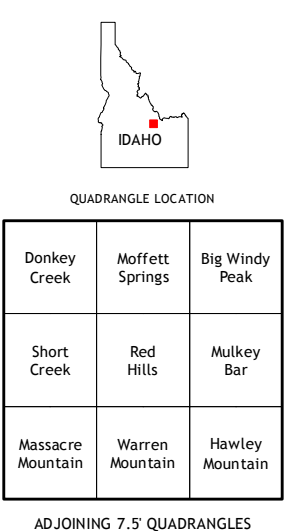 IDAHO
QUADRANGLE LOCATION
Donkey
Creek
Moffett
Springs
Big Windy
Peak
Short
Creek
Red
Hills
Mulkey
Bar
Massacre
Mountain
Warren
Mountain
Hawley
Mountain
ADJOINING 7.5' QUADRANGLES